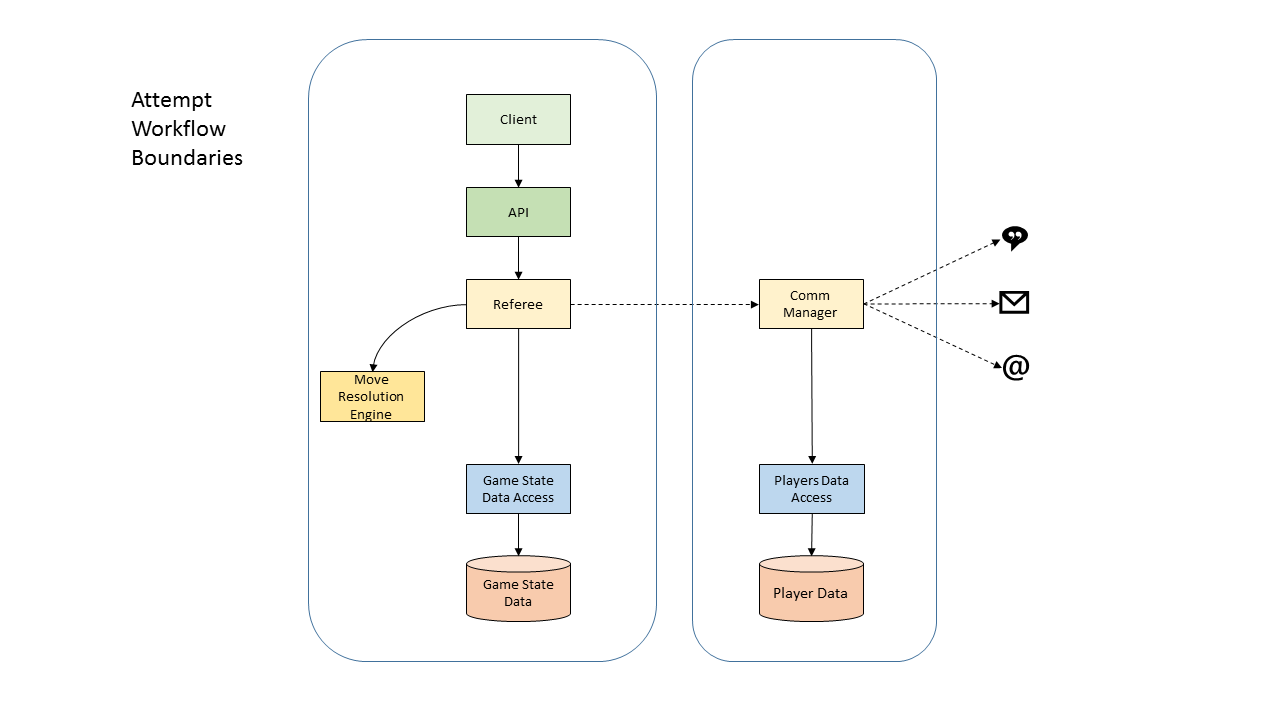 Attempt
Workflow
Boundaries
Client
API
Referee
Comm
Manager
@
Move
Resolution
Engine
Game State
Data Access
Players Data
Access
Game State
Data
Player Data